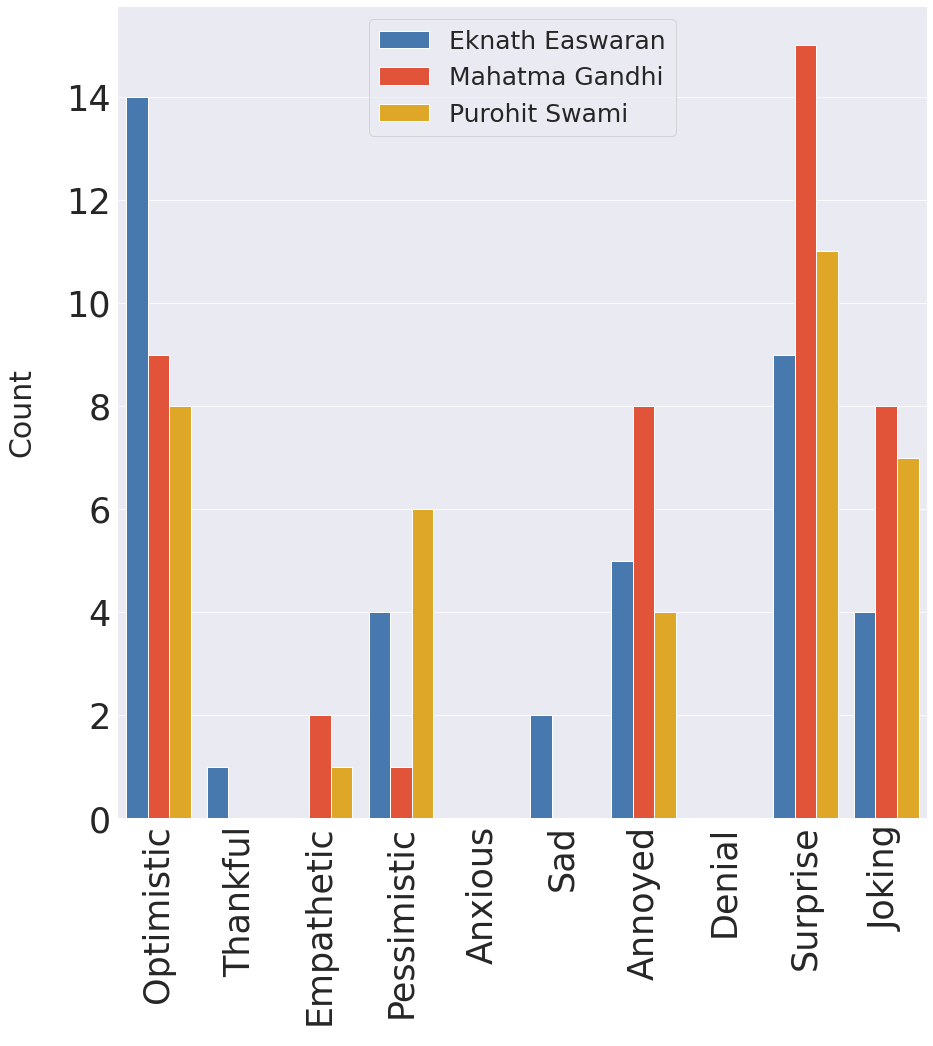 Eknath Easwaran
Mahatma Gandhi
Purohit Swami
Count
14
12
10
8
6
4
2
0
Optimistic
Thankful
Empathetic
Pessimistic
Anxious
Sad
Annoyed
Denial
Surprise
Joking